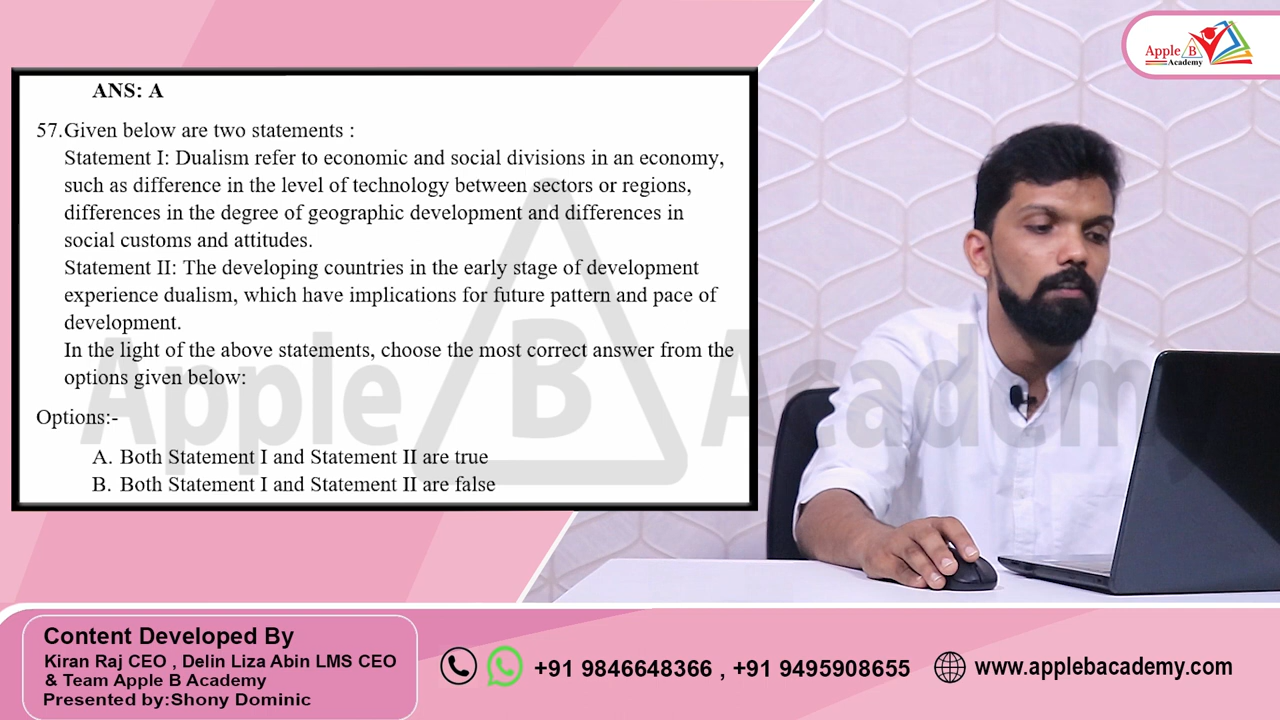 Apple B
Academy
ANS: A
57.Given below are two statements :
Statement I: Dualism refer to economic and social divisions in an economy,
such as difference in the level of technology between sectors or regions,
differences in the degree of geographic development and differences in
social customs and attitudes.
Statement II: The developing countries in the early stage of development
experience dualism, which have implications for future pattern and pace of
development.
In the light of the above statements, choose the most correct answer from the
options given below:
Options:-
A. Both Statement I and Statement II are true
B. Both Statement I and Statement II are false
Apple B Academy
Content Developed By
Kiran Raj CEO , Delin Liza Abin LMS CEO
& Team Apple B Academy
Presented by:Shony Dominic
+91 9846648366 , +91 9495908655
www.applebacademy.com